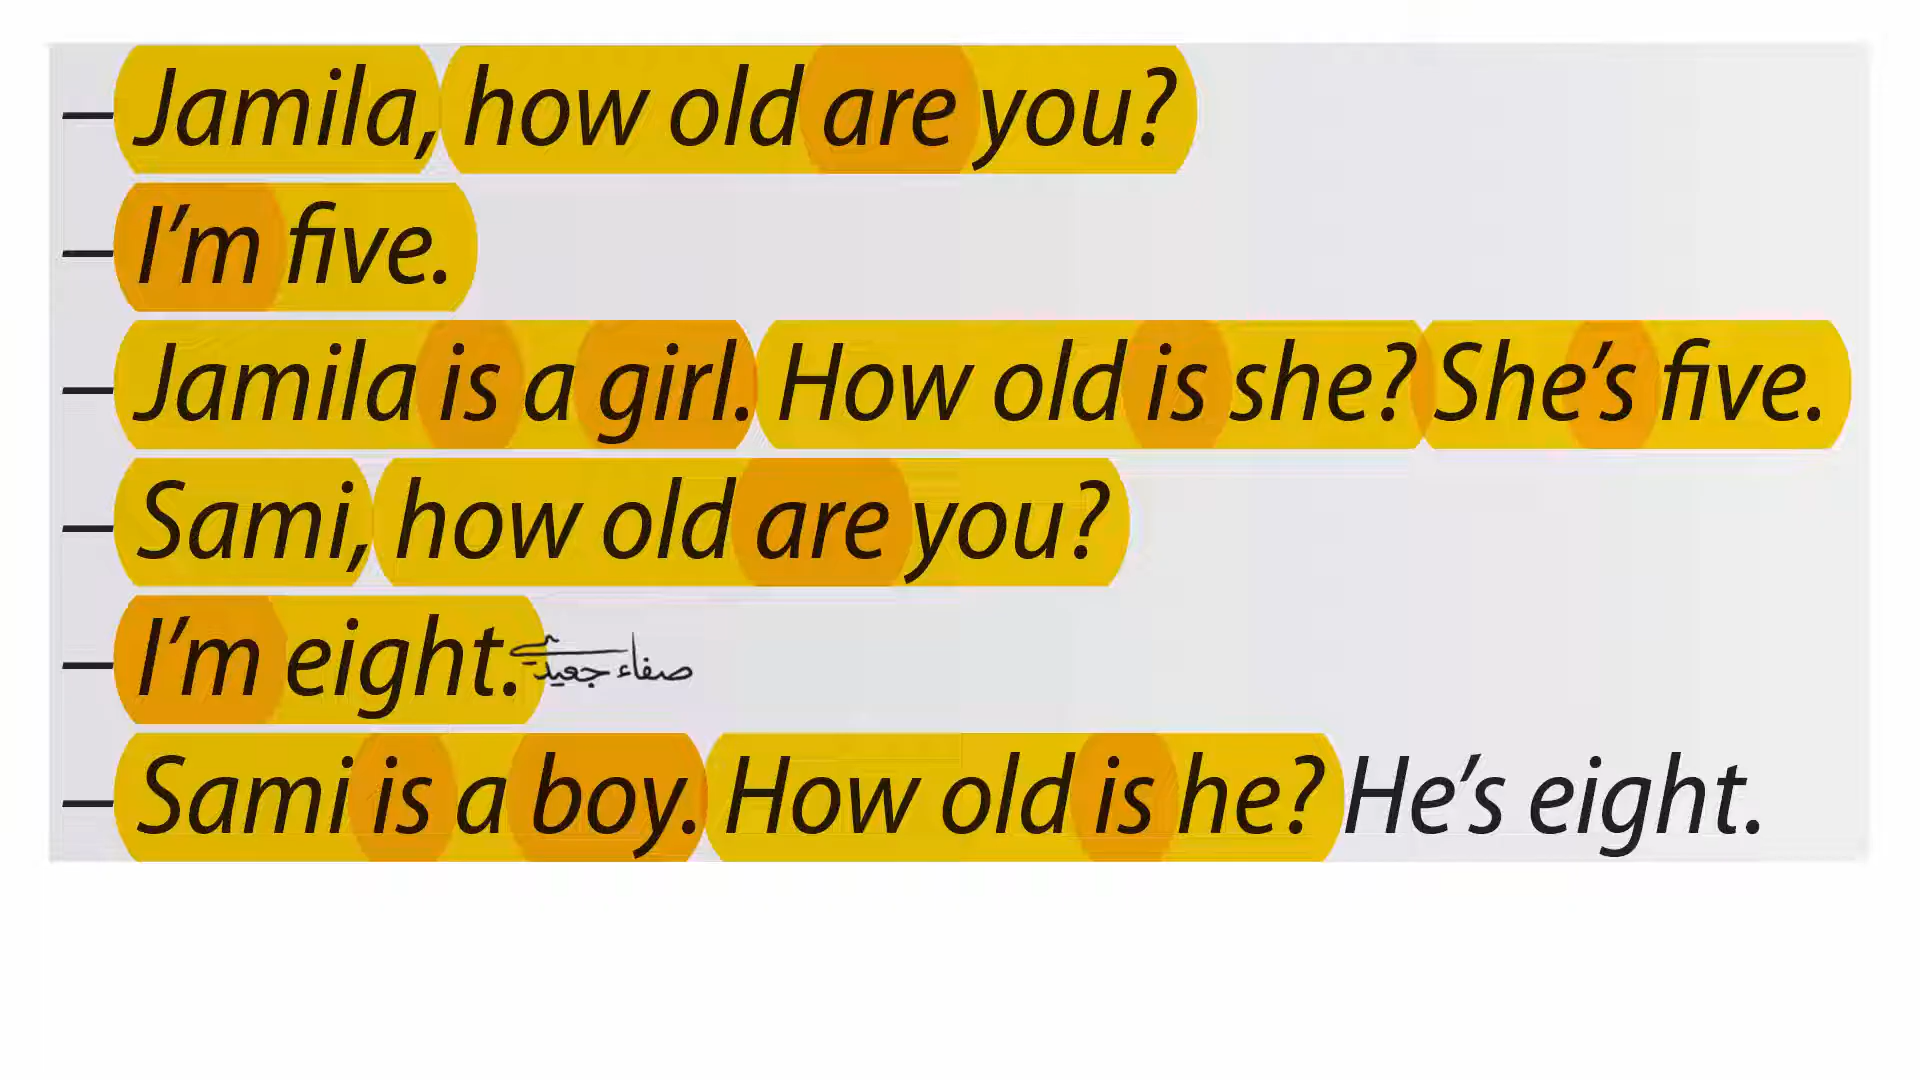 — Jamila, how old are you?
— I'm five.
— Jamila is a girl. How old is she? She's five.
— Sami, how old are you?
— I'm eight.
صفاء جعيدي
— Sami is a boy. How old is he? He's eight.